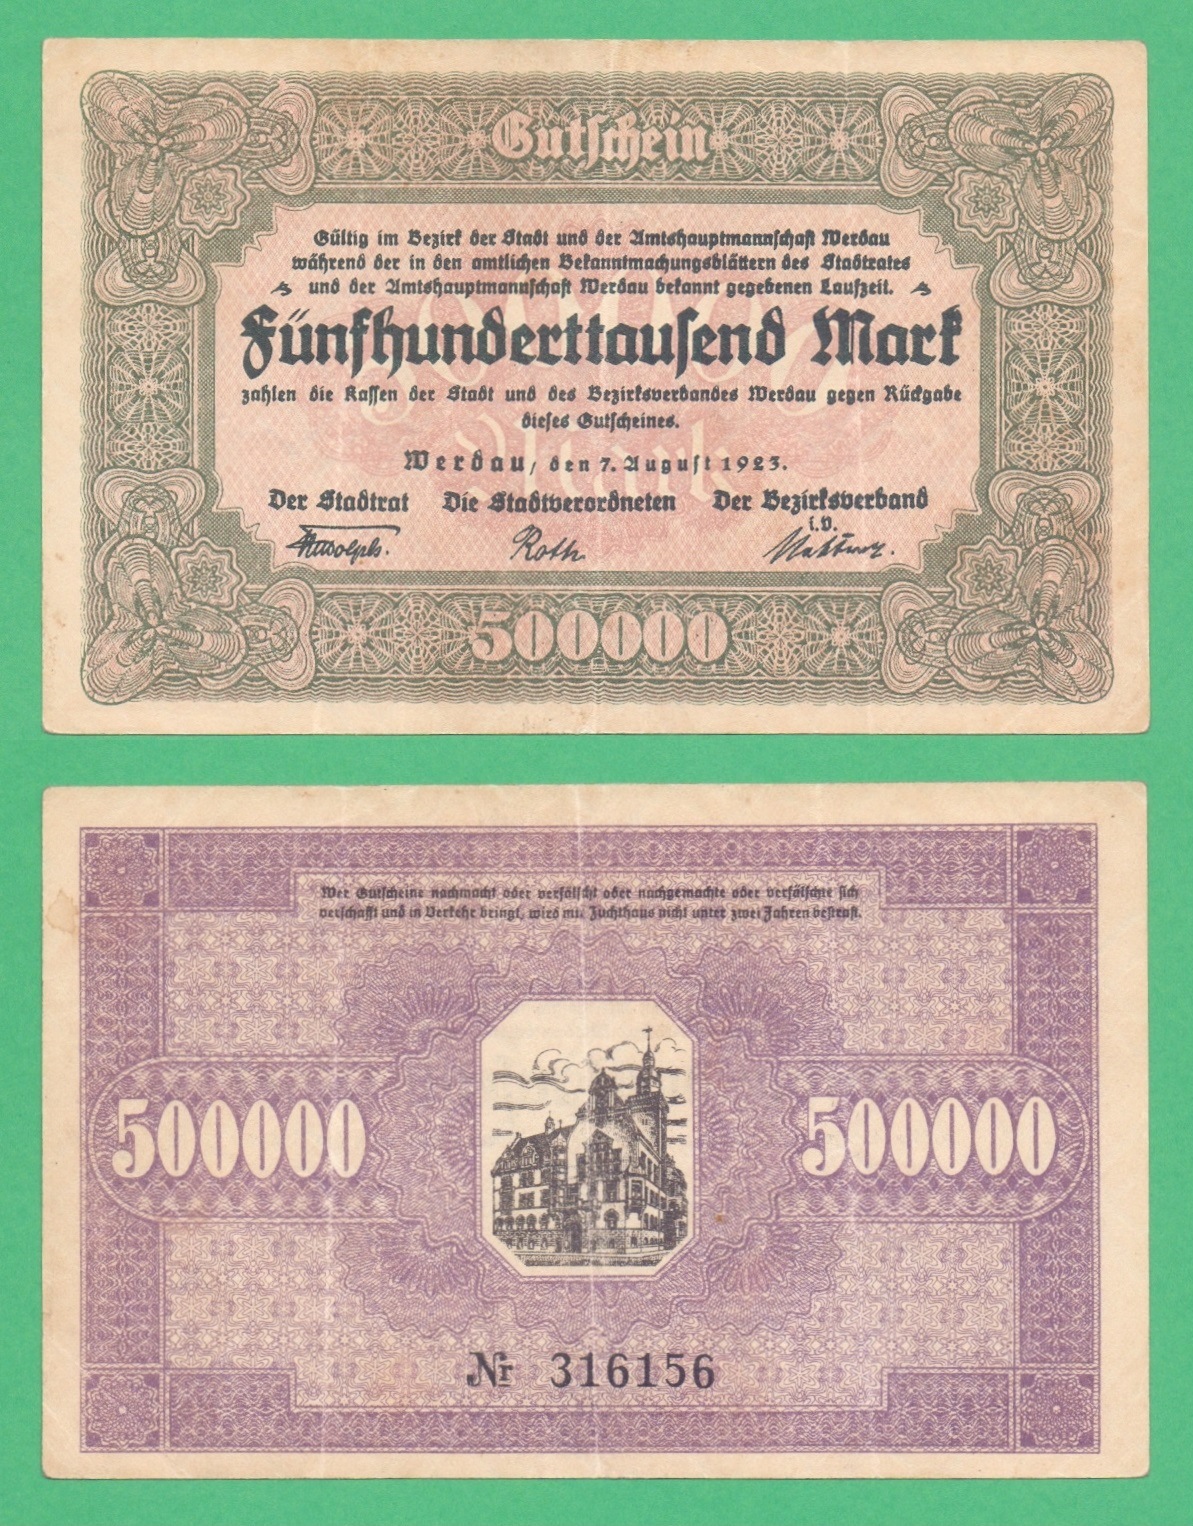 Gutschein
Gültig im Bezirk der Stadt und der Amtshauptmannschaft Werdau
während der in den amtlichen Bekanntmachungsblättern des Stadtrates
und der Amtshauptmannschaft Werdau bekannt gegebenen Laufzeit.
Fünfhunderttausend Mark
zahlen die Kassen der Stadt und des Bezirksverbandes Werdau gegen Rückgabe
dieses Gutscheines.
Mark
Werdau, den 7. August 1923.
Der Stadtrat Die Stadtverordneten Der Bezirksverband
i.V.
Roth
500000
Wer Gutscheine nachmacht oder verfälscht oder nachgemachte oder verfälschte sich
verschafft und in Verkehr bringt, wird mit Zuchthaus nicht unter zwei Jahren bestraft.
500000 500000
Nr 316156